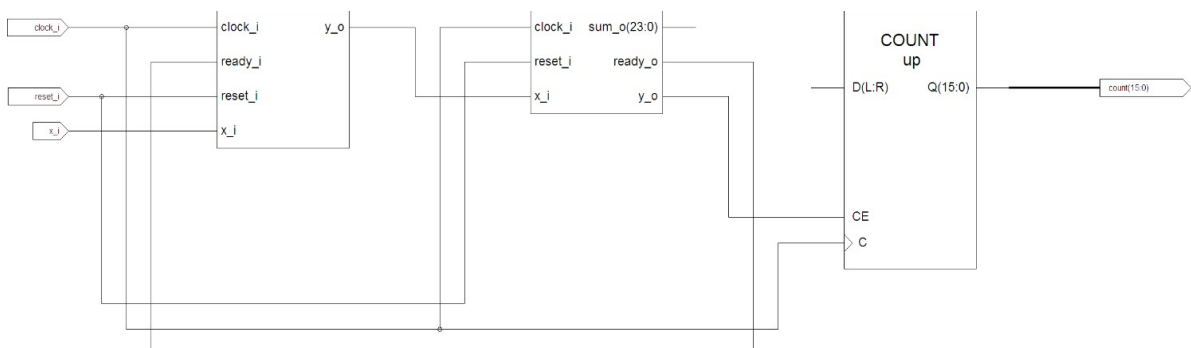 clock_i
reset_i
x_i
clock_i y_o
ready_i
reset_i
x_i
clock_i sum_o(23:0)
reset_i ready_o
x_i y_o
COUNT
up
D(L:R) Q(15:0)
CE
C
count(15:0)